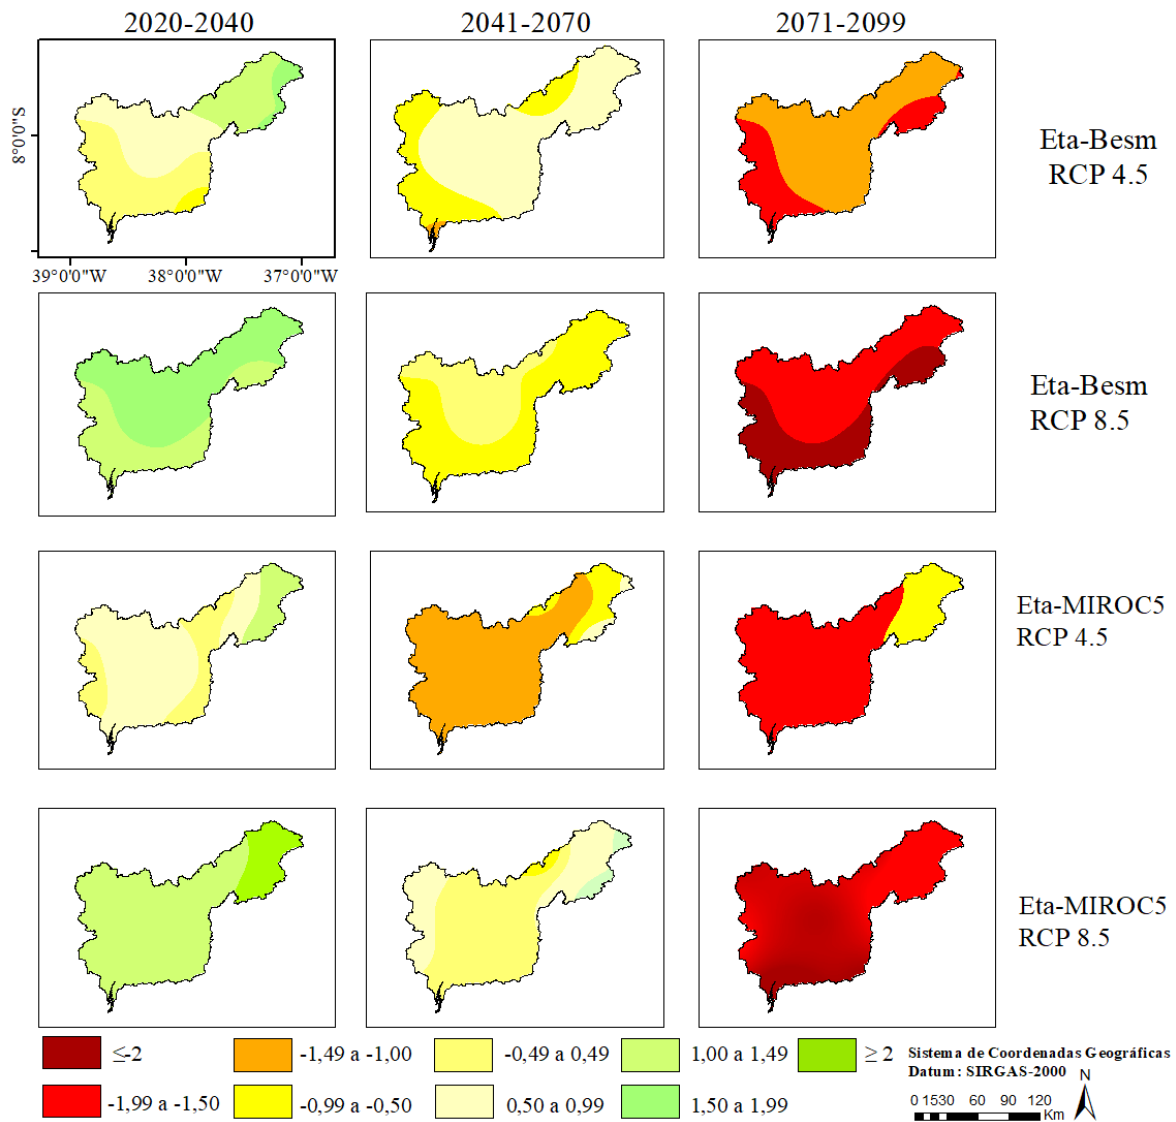 2020-2040
2041-2070
2071-2099
8°0'0"S
39°0'0"W
38°0'0"W
37°0'0"W
Eta-Besm
RCP 4.5
Eta-Besm
RCP 8.5
Eta-MIROC5
RCP 4.5
Eta-MIROC5
RCP 8.5
≤-2
-1,49 a -1,00
-0,49 a 0,49
1,00 a 1,49
≥ 2
-1,99 a -1,50
-0,99 a -0,50
0,50 a 0,99
1,50 a 1,99
Sistema de Coordenadas Geográficas
Datum: SIRGAS-2000
N
0 1530 60 90 120
Km